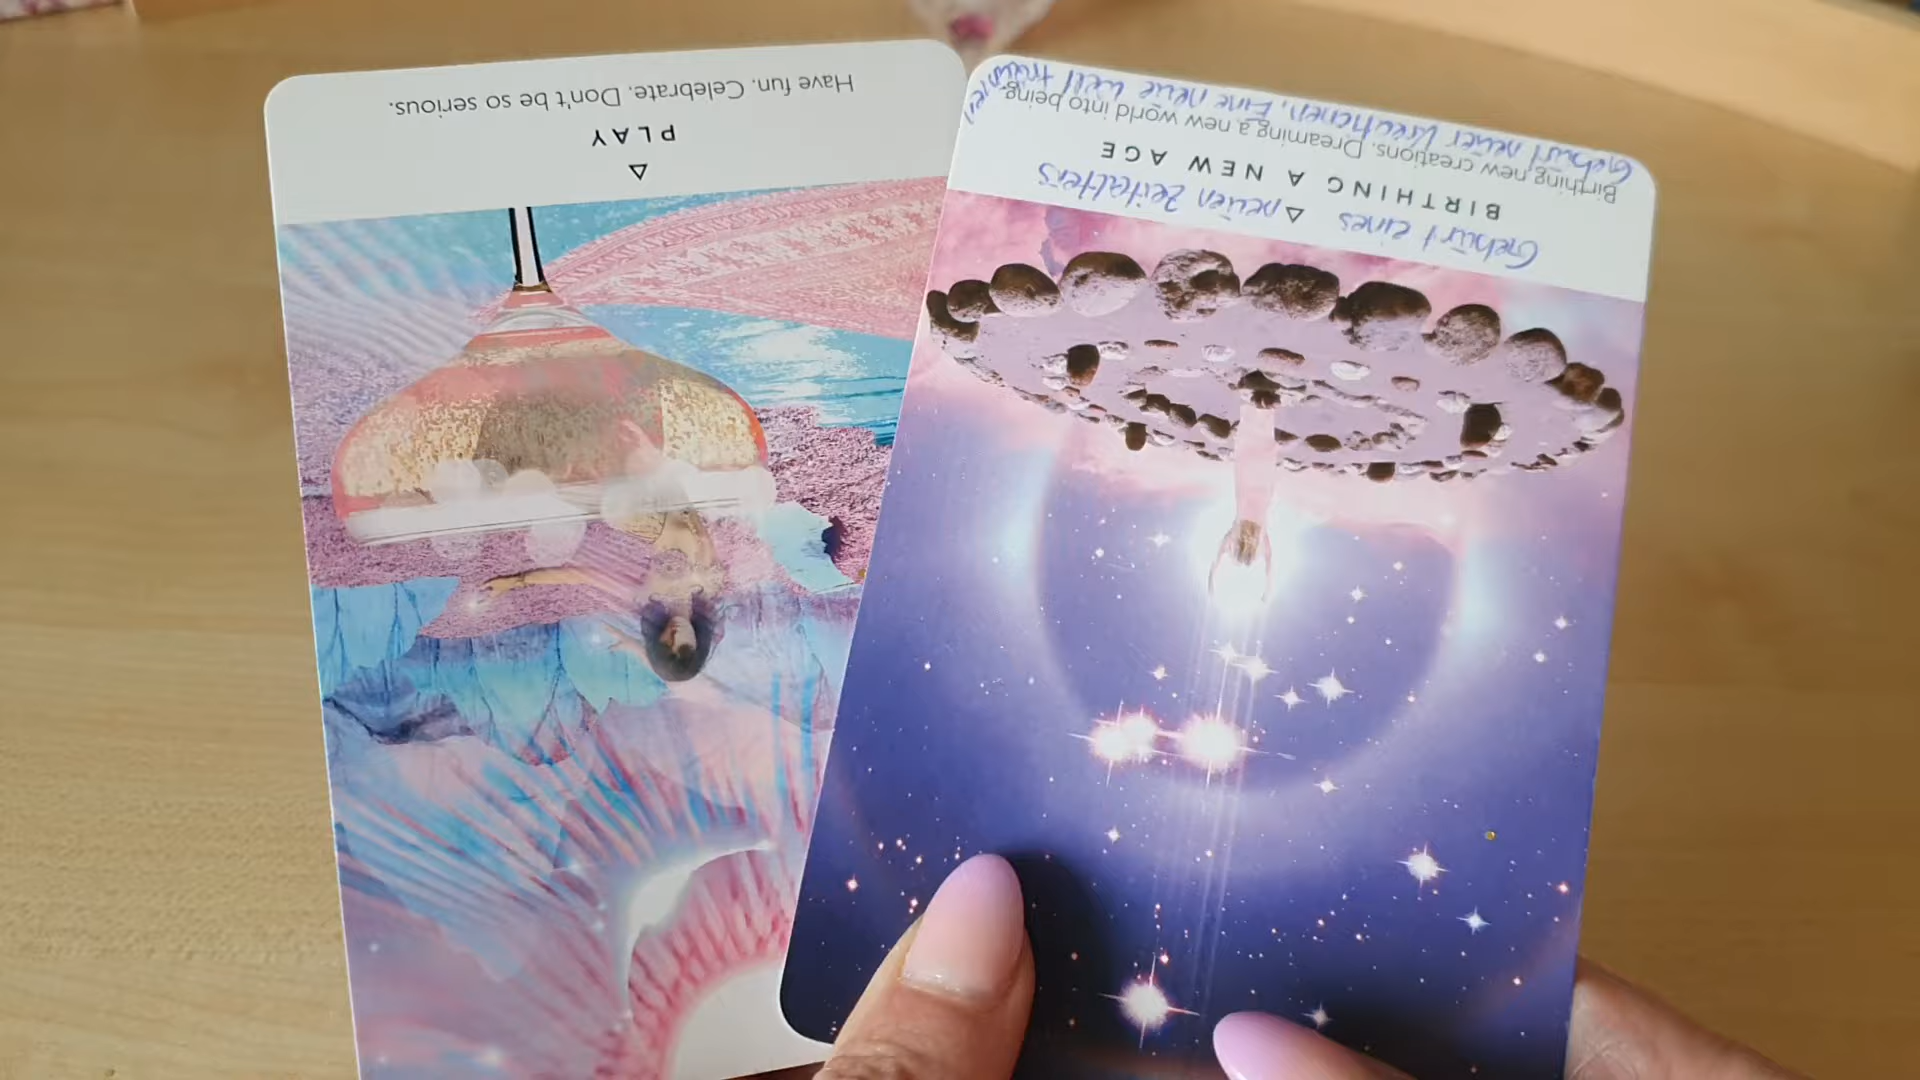 PLAY
Have fun. Celebrate. Don't be so serious.
Geburt eines neuen Zeitalters
BIRTHING A NEW AGE
Birthing new creations. Dreaming a new world into being.
Geburt neuer Kreationen. Eine neue Welt